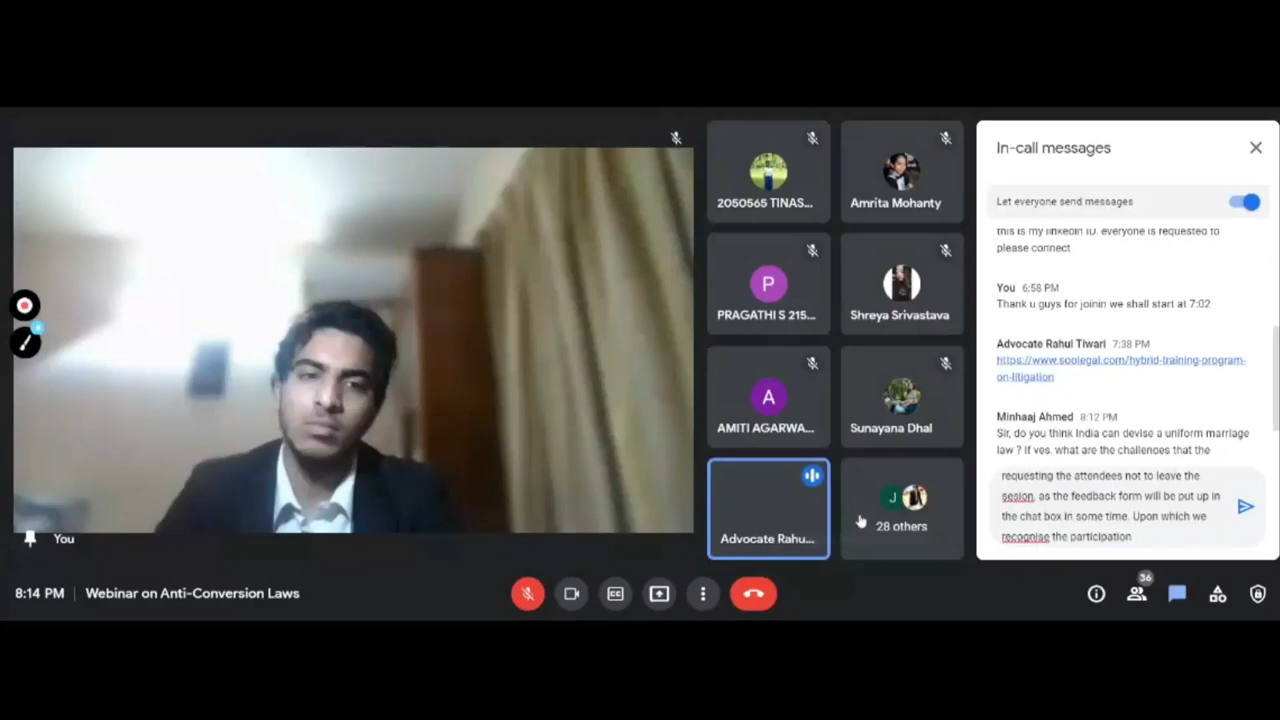 2050565 TINAS...
Amrita Mohanty
P
PRAGATHI S 215...
Shreya Srivastava
A
AMITI AGARWA...
Sunayana Dhal
Advocate Rahu...
J
28 others
You
In-call messages
Let everyone send messages
this is my linkedin ID. everyone is requested to
please connect
You 6:58 PM
Thank u guys for joinin we shall start at 7:02
Advocate Rahul Tiwari 7:38 PM
https://www.soolegal.com/hybrid-training-program-
on-litigation
Minhaaj Ahmed 8:12 PM
Sir, do you think India can devise a uniform marriage
law ? If yes, what are the challenges that the
requesting the attendees not to leave the
sesion, as the feedback form will be put up in
the chat box in some time. Upon which we
recognise the participation
8:14 PM | Webinar on Anti-Conversion Laws
CC
36